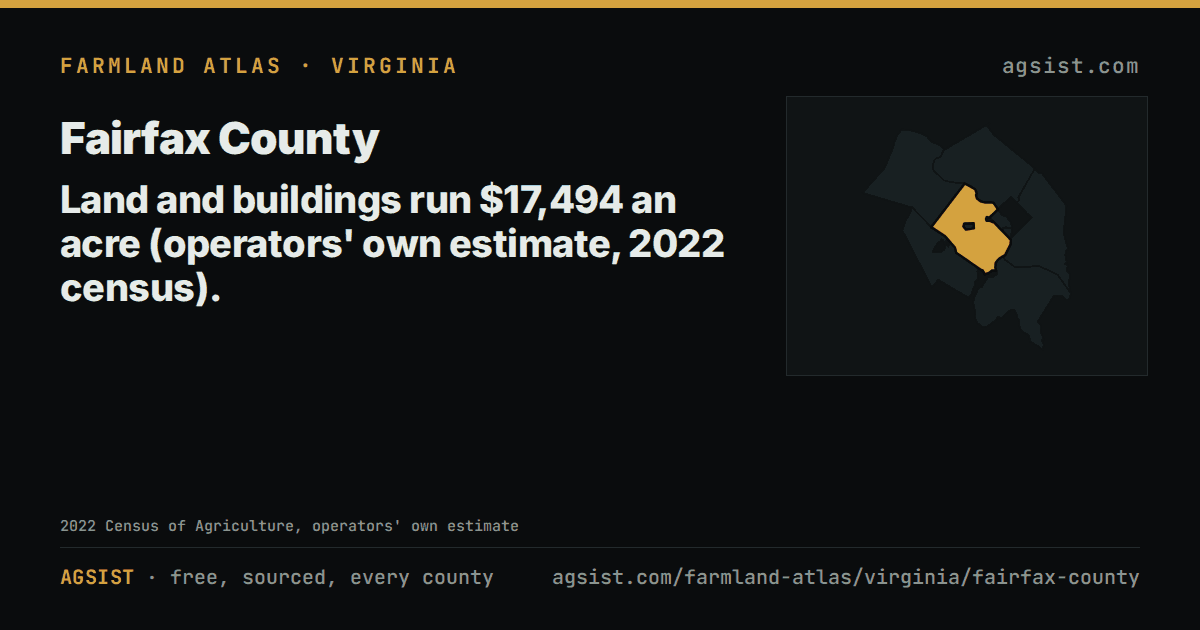 FARMLAND ATLAS · VIRGINIA
agsist.com
Fairfax County
Land and buildings run $17,494 an
acre (operators' own estimate, 2022
census).
2022 Census of Agriculture, operators' own estimate
AGSIST · free, sourced, every county
agsist.com/farmland-atlas/virginia/fairfax-county